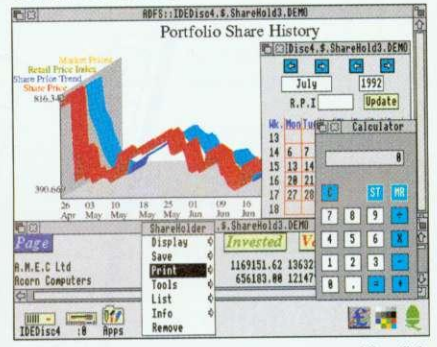 ADFS::IDEDisc4.$.ShareHold3.DEMO
Portfolio Share History
Market Price
Retail Price Index
Share Price Trend
Share Price
816.34
390.66
26 03 10 18 25 01 09 16
Apr May May May May Jun Jun Jun
Disc4.$.ShareHold3.DEMO
July 1992
R.P.I Update
Wk. Mon Tue
13
14 6 7
15 13 14
16 20 21
17 27 28
18
Calculator
0
C ST MR
7 8 9 ÷
4 5 6 X
1 2 3 -
0 . = +
.$.ShareHold3.DEMO
Page
Invested
A.M.E.C Ltd
1169151.62
Acorn Computers
656183.00
ShareHolder
Display
Save
Print
Tools
List
Info
Remove
IDEDisc4 :0 Apps
£